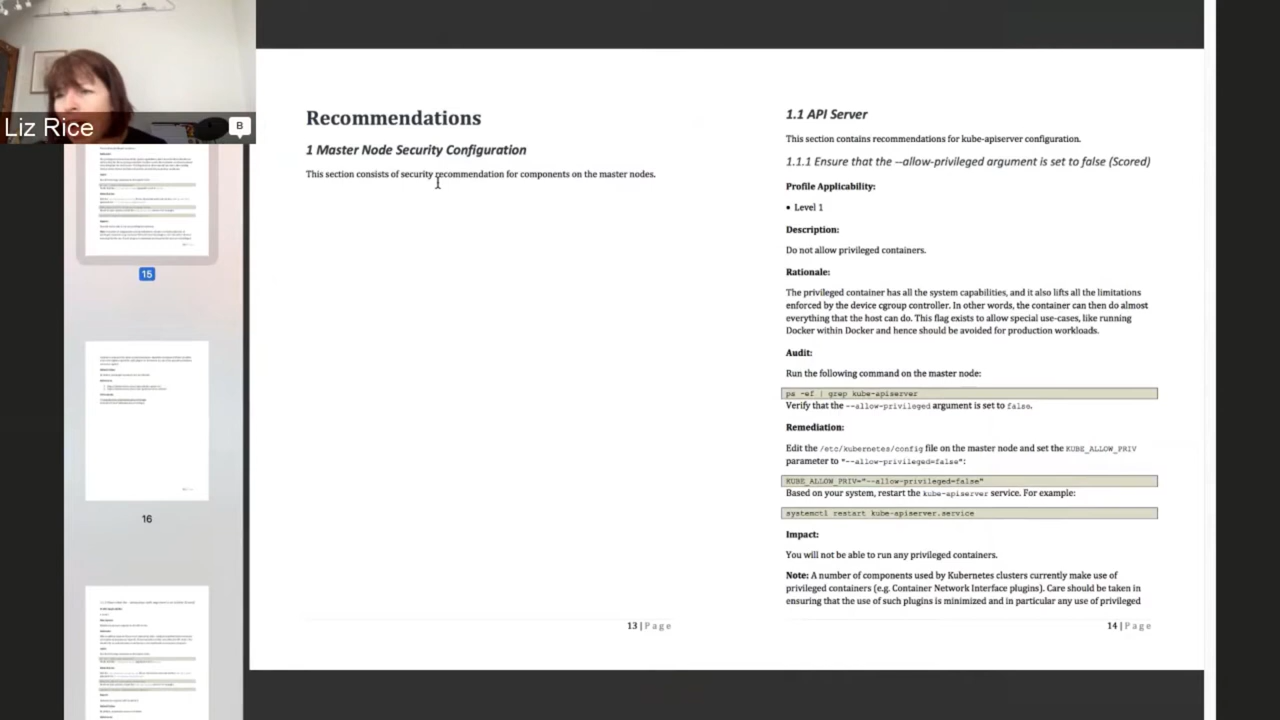 Liz Rice
B
15
16
Recommendations
1 Master Node Security Configuration
This section consists of security recommendation for components on the master nodes.
13 | Page
1.1 API Server
This section contains recommendations for kube-apiserver configuration.
1.1.1 Ensure that the --allow-privileged argument is set to false (Scored)
Profile Applicability:
• Level 1
Description:
Do not allow privileged containers.
Rationale:
The privileged container has all the system capabilities, and it also lifts all the limitations
enforced by the device cgroup controller. In other words, the container can then do almost
everything that the host can do. This flag exists to allow special use-cases, like running
Docker within Docker and hence should be avoided for production workloads.
Audit:
Run the following command on the master node:
ps -ef | grep kube-apiserver
Verify that the --allow-privileged argument is set to false.
Remediation:
Edit the /etc/kubernetes/config file on the master node and set the KUBE_ALLOW_PRIV
parameter to "--allow-privileged=false":
KUBE_ALLOW_PRIV="--allow-privileged=false"
Based on your system, restart the kube-apiserver service. For example:
systemctl restart kube-apiserver.service
Impact:
You will not be able to run any privileged containers.
Note: A number of components used by Kubernetes clusters currently make use of
privileged containers (e.g. Container Network Interface plugins). Care should be taken in
ensuring that the use of such plugins is minimized and in particular any use of privileged
14 | Page